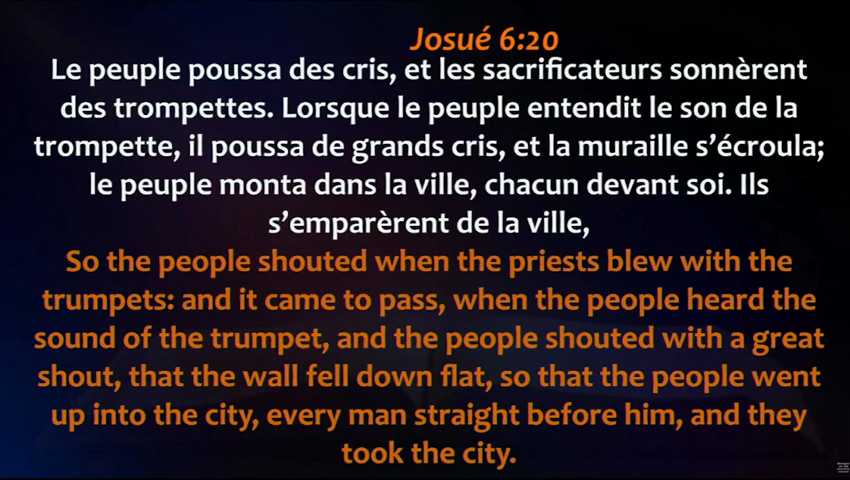 Josué 6:20
Le peuple poussa des cris, et les sacrificateurs sonnèrent
des trompettes. Lorsque le peuple entendit le son de la
trompette, il poussa de grands cris, et la muraille s’écroula;
le peuple monta dans la ville, chacun devant soi. Ils
s’emparèrent de la ville,
So the people shouted when the priests blew with the
trumpets: and it came to pass, when the people heard the
sound of the trumpet, and the people shouted with a great
shout, that the wall fell down flat, so that the people went
up into the city, every man straight before him, and they
took the city.